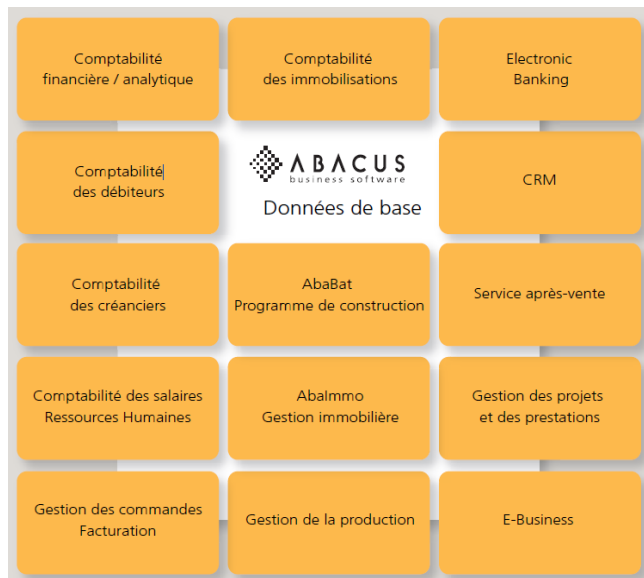 Comptabilité
financière / analytique
Comptabilité
des immobilisations
Electronic
Banking
Comptabilité
des débiteurs
ABACUS
business software
Données de base
CRM
Comptabilité
des créanciers
AbaBat
Programme de construction
Service après-vente
Comptabilité des salaires
Ressources Humaines
AbaImmo
Gestion immobilière
Gestion des projets
et des prestations
Gestion des commandes
Facturation
Gestion de la production
E-Business